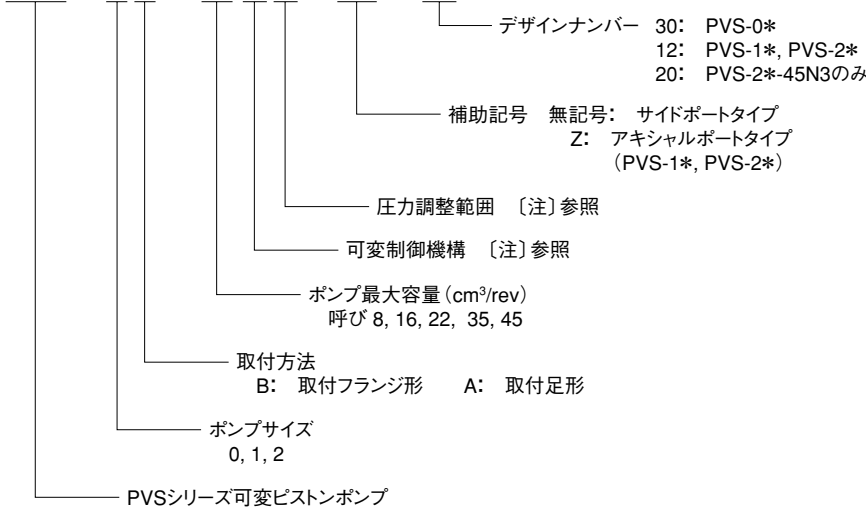 デザインナンバー 30： PVS-0＊
12： PVS-1＊, PVS-2＊
20： PVS-2＊-45N3のみ
補助記号 無記号： サイドポートタイプ
Z： アキシャルポートタイプ
（PVS-1＊, PVS-2＊）
圧力調整範囲 〔注〕参照
可変制御機構 〔注〕参照
ポンプ最大容量（cm³/rev）
呼び 8, 16, 22, 35, 45
取付方法
B： 取付フランジ形 A： 取付足形
ポンプサイズ
0, 1, 2
PVSシリーズ可変ピストンポンプ